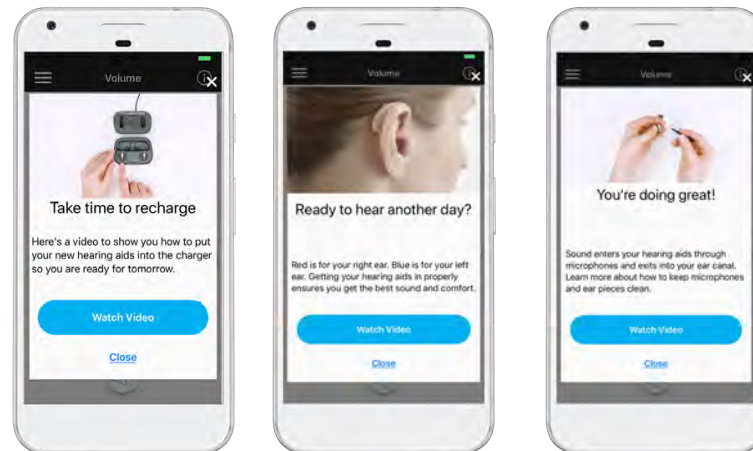 Volume
Take time to recharge
Here's a video to show you how to put
your new hearing aids into the charger
so you are ready for tomorrow.
Watch Video
Close
Volume
Ready to hear another day?
Red is for your right ear. Blue is for your left
ear. Getting your hearing aids in properly
ensures you get the best sound and comfort.
Watch Video
Close
Volume
You're doing great!
Sound enters your hearing aids through
microphones and exits into your ear canal.
Learn more about how to keep microphones
and ear pieces clean.
Watch Video
Close